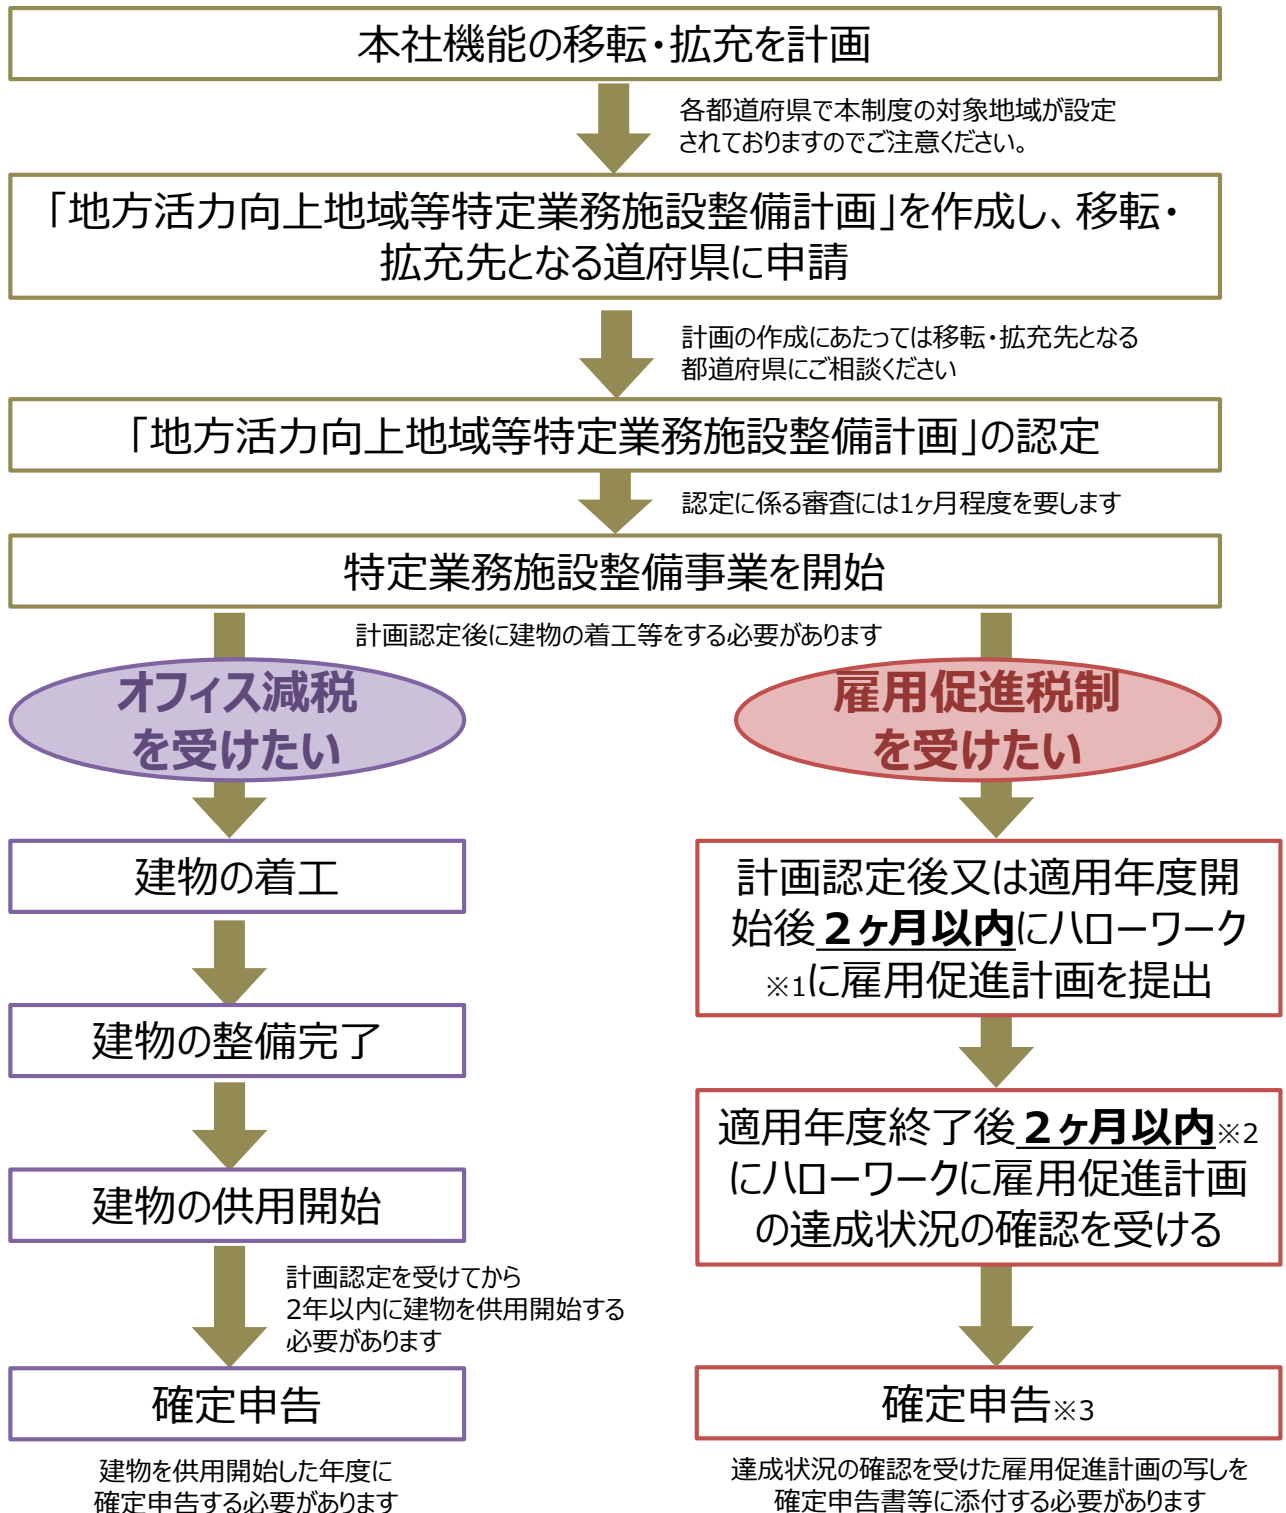 本社機能の移転・拡充を計画
各都道府県で本制度の対象地域が設定
されておりますのでご注意ください。
「地方活力向上地域等特定業務施設整備計画」を作成し、移転・
拡充先となる道府県に申請
計画の作成にあたっては移転・拡充先となる
都道府県にご相談ください
「地方活力向上地域等特定業務施設整備計画」の認定
認定に係る審査には1ヶ月程度を要します
特定業務施設整備事業を開始
計画認定後に建物の着工等をする必要があります
オフィス減税
を受けたい
建物の着工
建物の整備完了
建物の供用開始
計画認定を受けてから
2年以内に建物を供用開始する
必要があります
確定申告
建物を供用開始した年度に
確定申告する必要があります
雇用促進税制
を受けたい
計画認定後又は適用年度開
始後２ヶ月以内にハローワーク
※1に雇用促進計画を提出
適用年度終了後２ヶ月以内※2
にハローワークに雇用促進計画
の達成状況の確認を受ける
確定申告※3
達成状況の確認を受けた雇用促進計画の写しを
確定申告書等に添付する必要があります